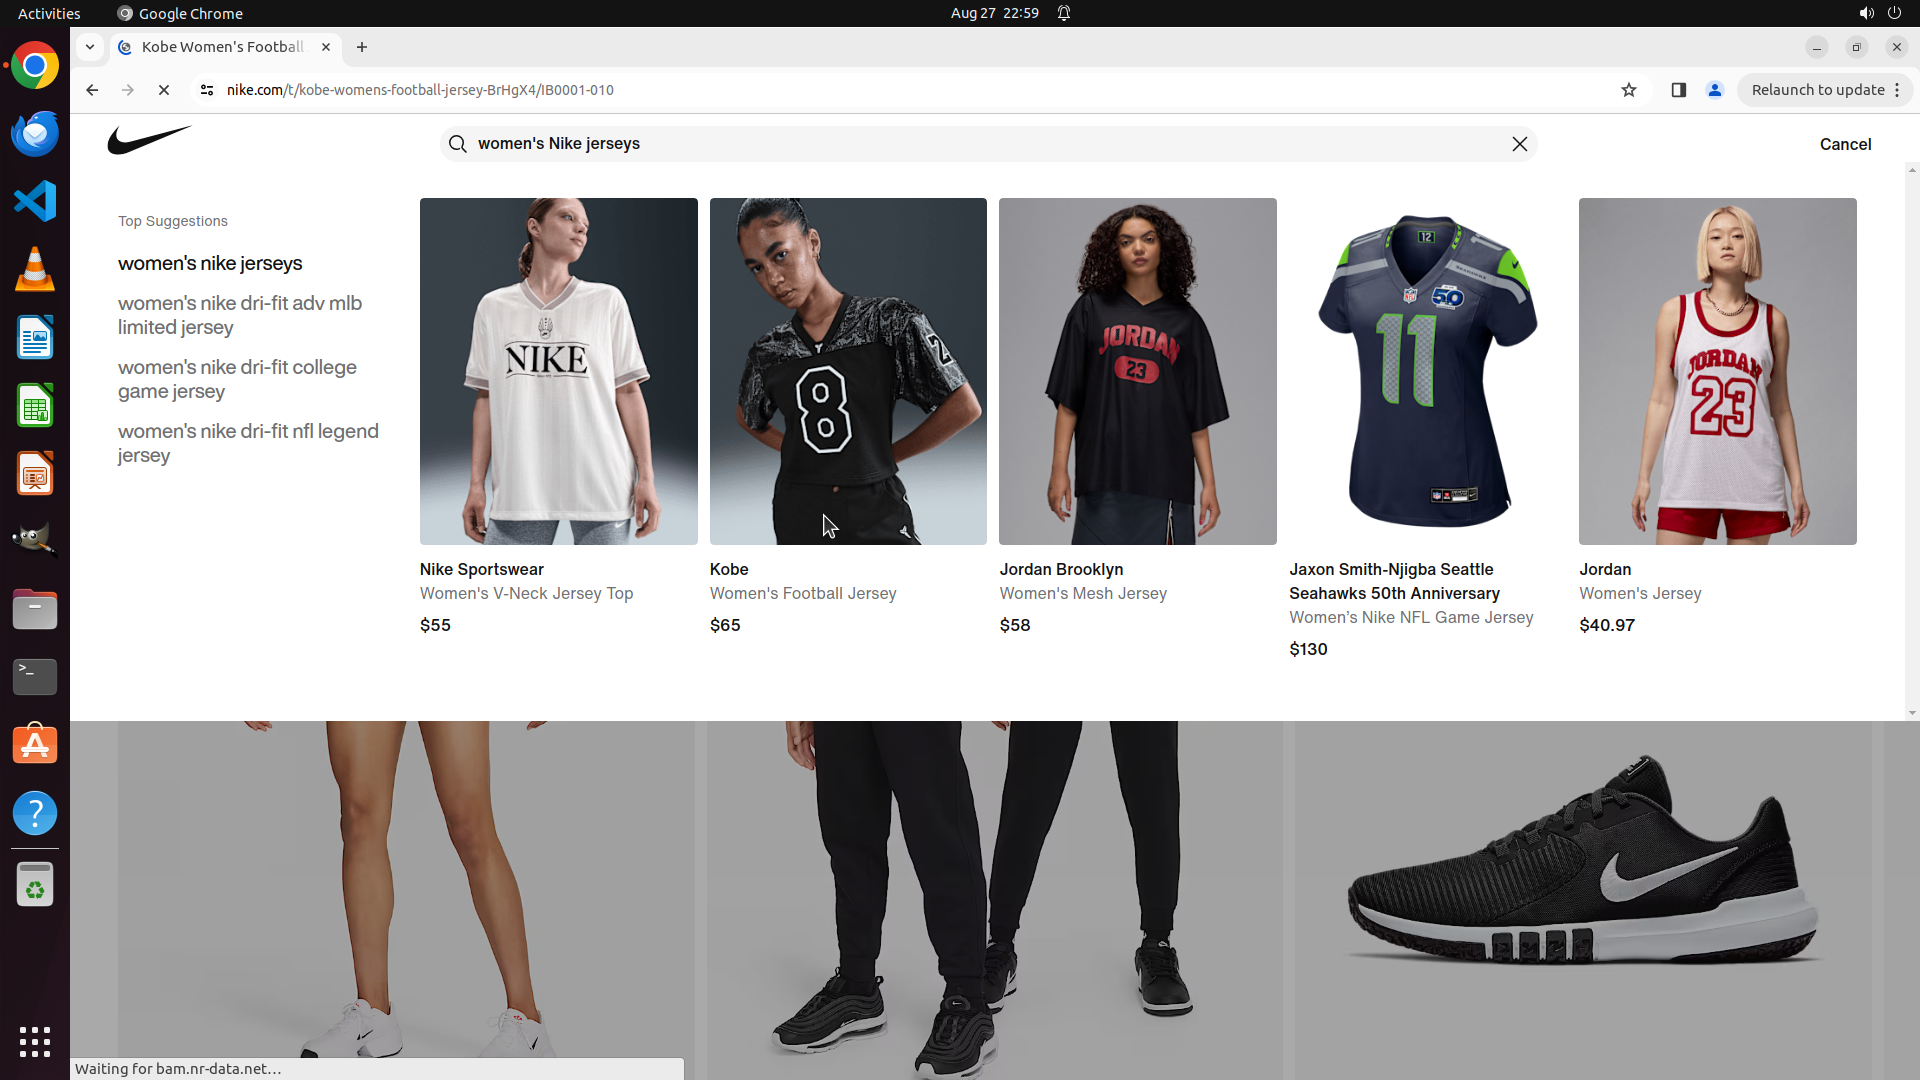 Activities
Google Chrome
Aug 27 22:59
Kobe Women's Football
nike.com/t/kobe-womens-football-jersey-BrHgX4/IB0001-010
Relaunch to update
women's Nike jerseys
Cancel
Top Suggestions
women's nike jerseys
women's nike dri-fit adv mlb
limited jersey
women's nike dri-fit college
game jersey
women's nike dri-fit nfl legend
jersey
NIKE
8
2
JORDAN
23
12
50
11
JORDAN
23
Nike Sportswear
Women's V-Neck Jersey Top
$55
Kobe
Women's Football Jersey
$65
Jordan Brooklyn
Women's Mesh Jersey
$58
Jaxon Smith-Njigba Seattle
Seahawks 50th Anniversary
Women's Nike NFL Game Jersey
$130
Jordan
Women's Jersey
$40.97
Waiting for bam.nr-data.net…